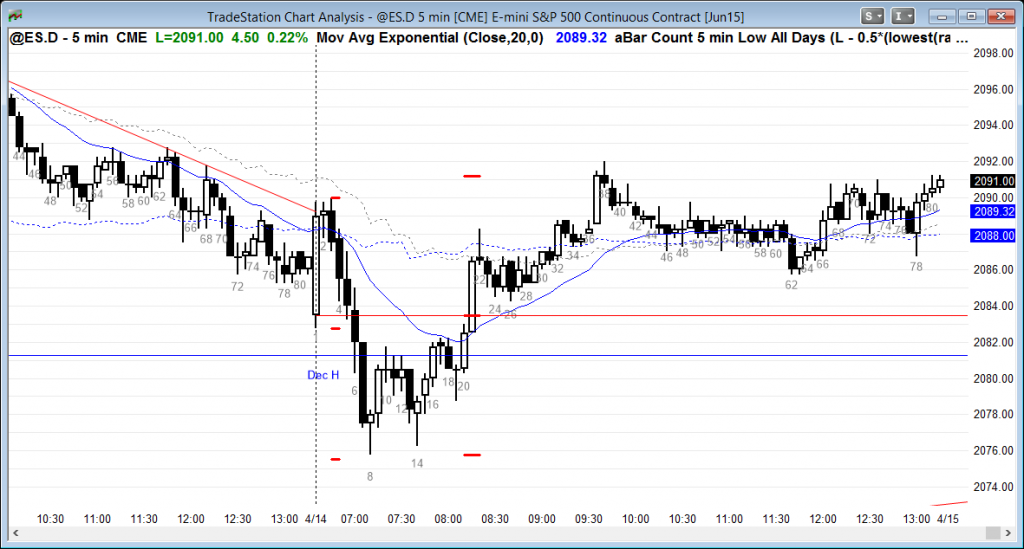 TradeStation Chart Analysis - @ES.D 5 min [CME] E-mini S&P 500 Continuous Contract [Jun15]
S
I
@ES.D - 5 min CME L=2091.00 4.50 0.22% Mov Avg Exponential (Close,20,0) 2089.32 aBar Count 5 min Low All Days (L - 0.5*(lowest(ra ...
2098.00
2096.00
2094.00
2092.00
2091.00
2090.00
2089.32
2088.00
2086.00
2084.00
2082.00
2080.00
2078.00
2076.00
2074.00
44 46 48 50 52 54 56 58 60 62 64 66 68 70 72 74 76 78 80
2 4 6 8 10 12 14 16 18 20 22 24 26 28 30 32 34 36 38 40 42 44 46 48 50 52 54 56 58 60 62 64 66 68 70 72 74 76 78 80
Dec H
10:30 11:00 11:30 12:00 12:30 13:00 4/14 07:00 07:30 08:00 08:30 09:00 09:30 10:00 10:30 11:00 11:30 12:00 12:30 13:00 4/15